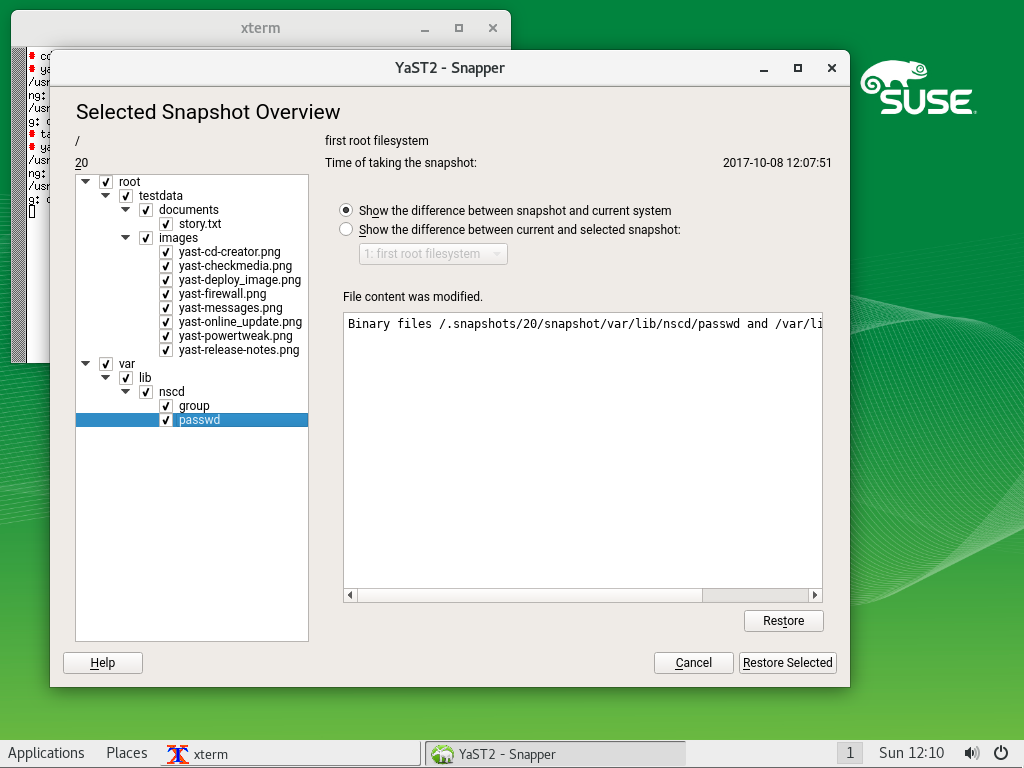 xterm
YaST2 - Snapper
SUSE
/usr
ng:
/usr
g: c
/usr
ng:
/usr
g: c
Selected Snapshot Overview
/
first root filesystem
20
Time of taking the snapshot:
2017-10-08 12:07:51
root
testdata
documents
story.txt
images
yast-cd-creator.png
yast-checkmedia.png
yast-deploy_image.png
yast-firewall.png
yast-messages.png
yast-online_update.png
yast-powertweak.png
yast-release-notes.png
var
lib
nscd
group
passwd
Show the difference between snapshot and current system
Show the difference between current and selected snapshot:
1: first root filesystem
File content was modified.
Binary files /.snapshots/20/snapshot/var/lib/nscd/passwd and /var/li
Restore
Help
Cancel
Restore Selected
Applications
Places
xterm
YaST2 - Snapper
1
Sun 12:10